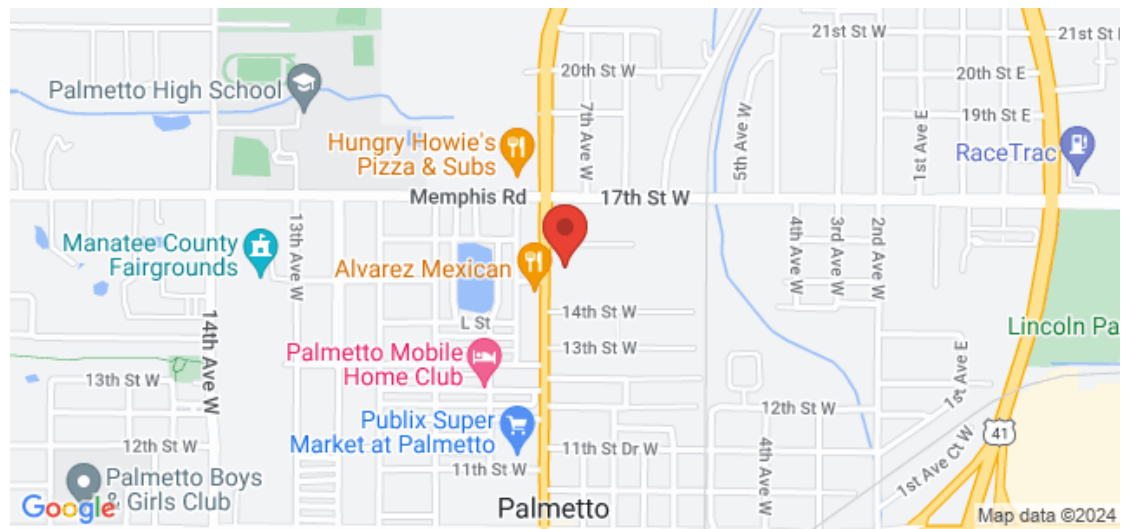 21st St W
21st St
20th St W
20th St E
Palmetto High School
7th Ave W
5th Ave W
1st Ave E
19th St E
Hungry Howie's
Pizza & Subs
RaceTrac
Memphis Rd
17th St W
13th Ave W
Manatee County
Fairgrounds
Alvarez Mexican
4th Ave W
3rd Ave W
2nd Ave W
14th Ave W
14th St W
L St
Lincoln Pa
13th St W
Palmetto Mobile
Home Club
13th St W
1st Ave E
12th St W
Publix Super
Market at Palmetto
41
12th St W
11th St Dr W
4th Ave W
1st Ave Ct W
11th St W
Palmetto Boys
& Girls Club
Google
Palmetto
Map data ©2024